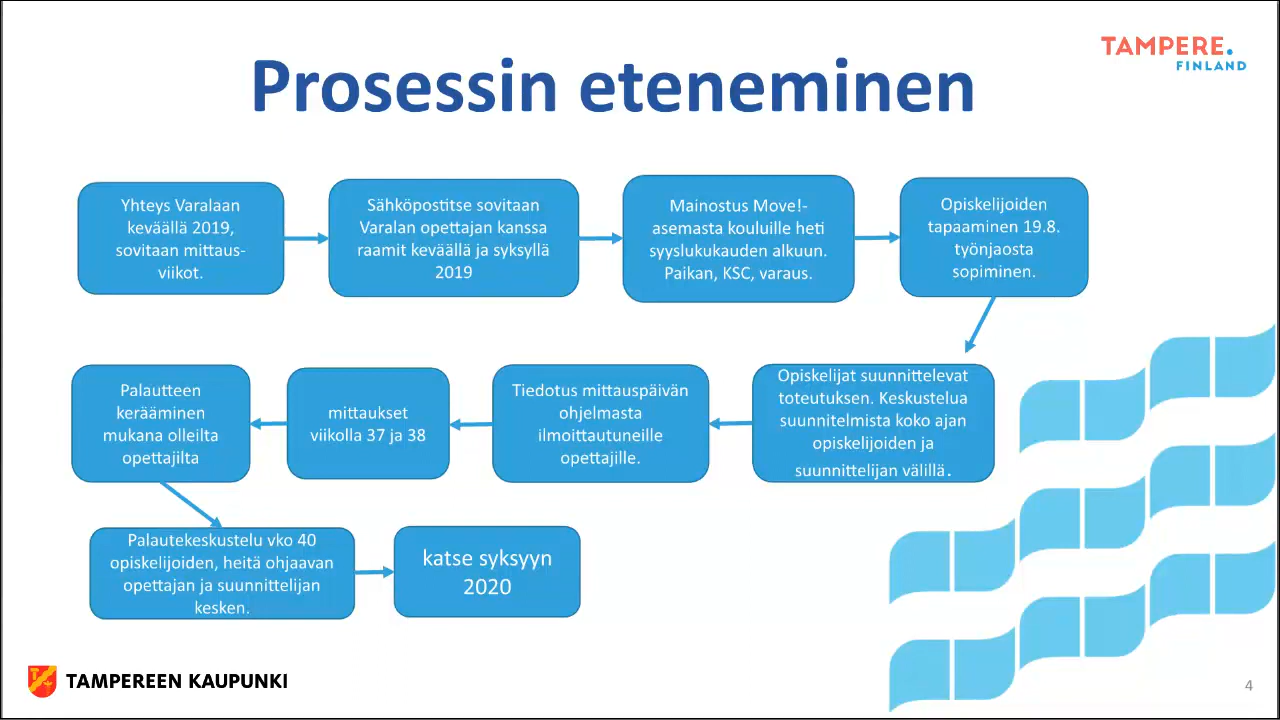 TAMPERE.
FINLAND
Prosessin eteneminen
Yhteys Varalaan
keväällä 2019,
sovitaan mittaus-
viikot.
Sähköpostitse sovitaan
Varalan opettajan kanssa
raamit keväällä ja syksyllä
2019
Mainostus Move!-
asemasta kouluille heti
syyslukukauden alkuun.
Paikan, KSC, varaus.
Opiskelijoiden
tapaaminen 19.8.
työnjaosta
sopiminen.
Opiskelijat suunnittelevat
toteutuksen. Keskustelua
suunnitelmista koko ajan
opiskelijoiden ja
suunnittelijan välillä.
Tiedotus mittauspäivän
ohjelmasta
ilmoittautuneille
opettajille.
mittaukset
viikolla 37 ja 38
Palautteen
kerääminen
mukana olleilta
opettajilta
Palautekeskustelu vko 40
opiskelijoiden, heitä ohjaavan
opettajan ja suunnittelijan
kesken.
katse syksyyn
2020
TAMPEREEN KAUPUNKI
4